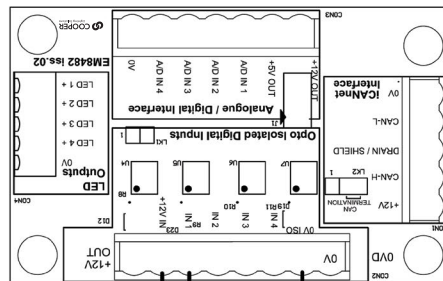 CON3
COOPER
EM8482 iss.02
0V
A/D IN 4
A/D IN 3
A/D IN 2
A/D IN 1
+5V OUT
+12V OUT
Analogue / Digital Interface
J1
iCANnet
Interface
0V
CAN-L
DRAIN / SHIELD
CAN-H
+12V
1
LK2
CAN
TERMINATION
CON1
LED 1 +
LED 2 +
LED 3 +
LED 4 +
0V
LED
Outputs
CON4
Opto Isolated Digital Inputs
1
LK1
U4
U5
U6
U7
R8
R9
R10
R11
D12
D23
D19
+12V IN
IN 1
IN 2
IN 3
IN 4
0V ISO
+12V
OUT
0V
0VD
CON2